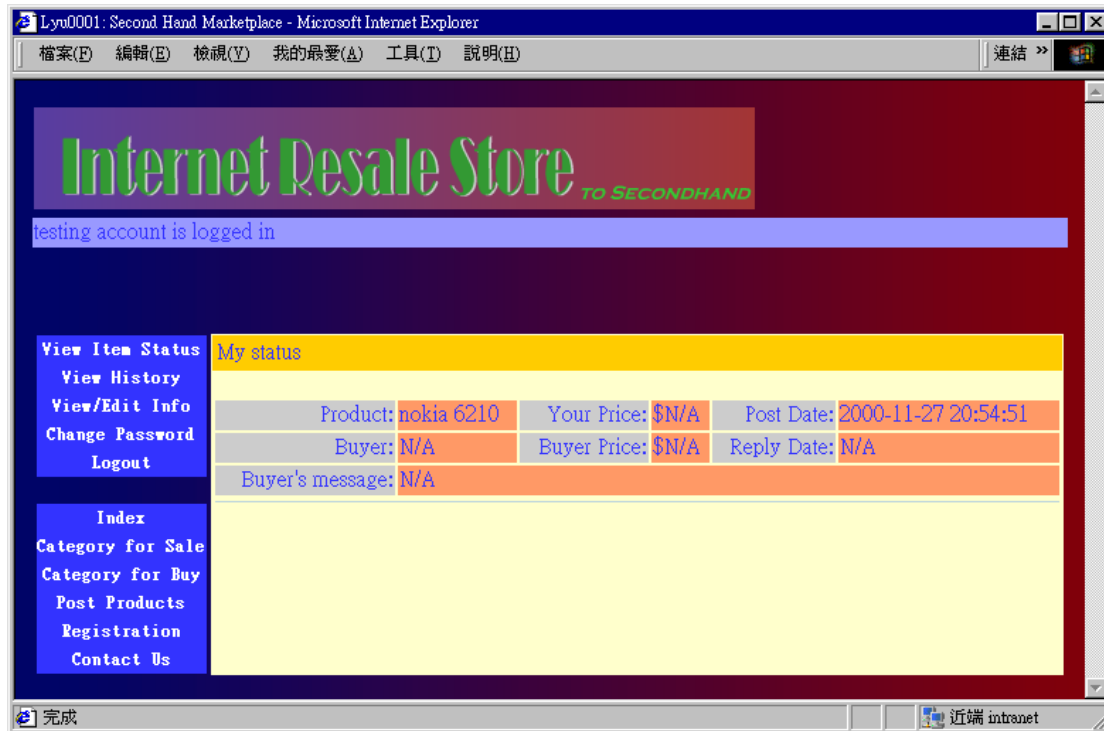 Lyu0001: Second Hand Marketplace - Microsoft Internet Explorer
檔案(F) 編輯(E) 檢視(V) 我的最愛(A) 工具(T) 說明(H) 連結 »
Internet Resale Store TO SECONDHAND
testing account is logged in
View Item Status
View History
View/Edit Info
Change Password
Logout
Index
Category for Sale
Category for Buy
Post Products
Registration
Contact Us
My status
Product: nokia 6210 Your Price: $N/A Post Date: 2000-11-27 20:54:51
Buyer: N/A Buyer Price: $N/A Reply Date: N/A
Buyer's message: N/A
完成 近端 intranet